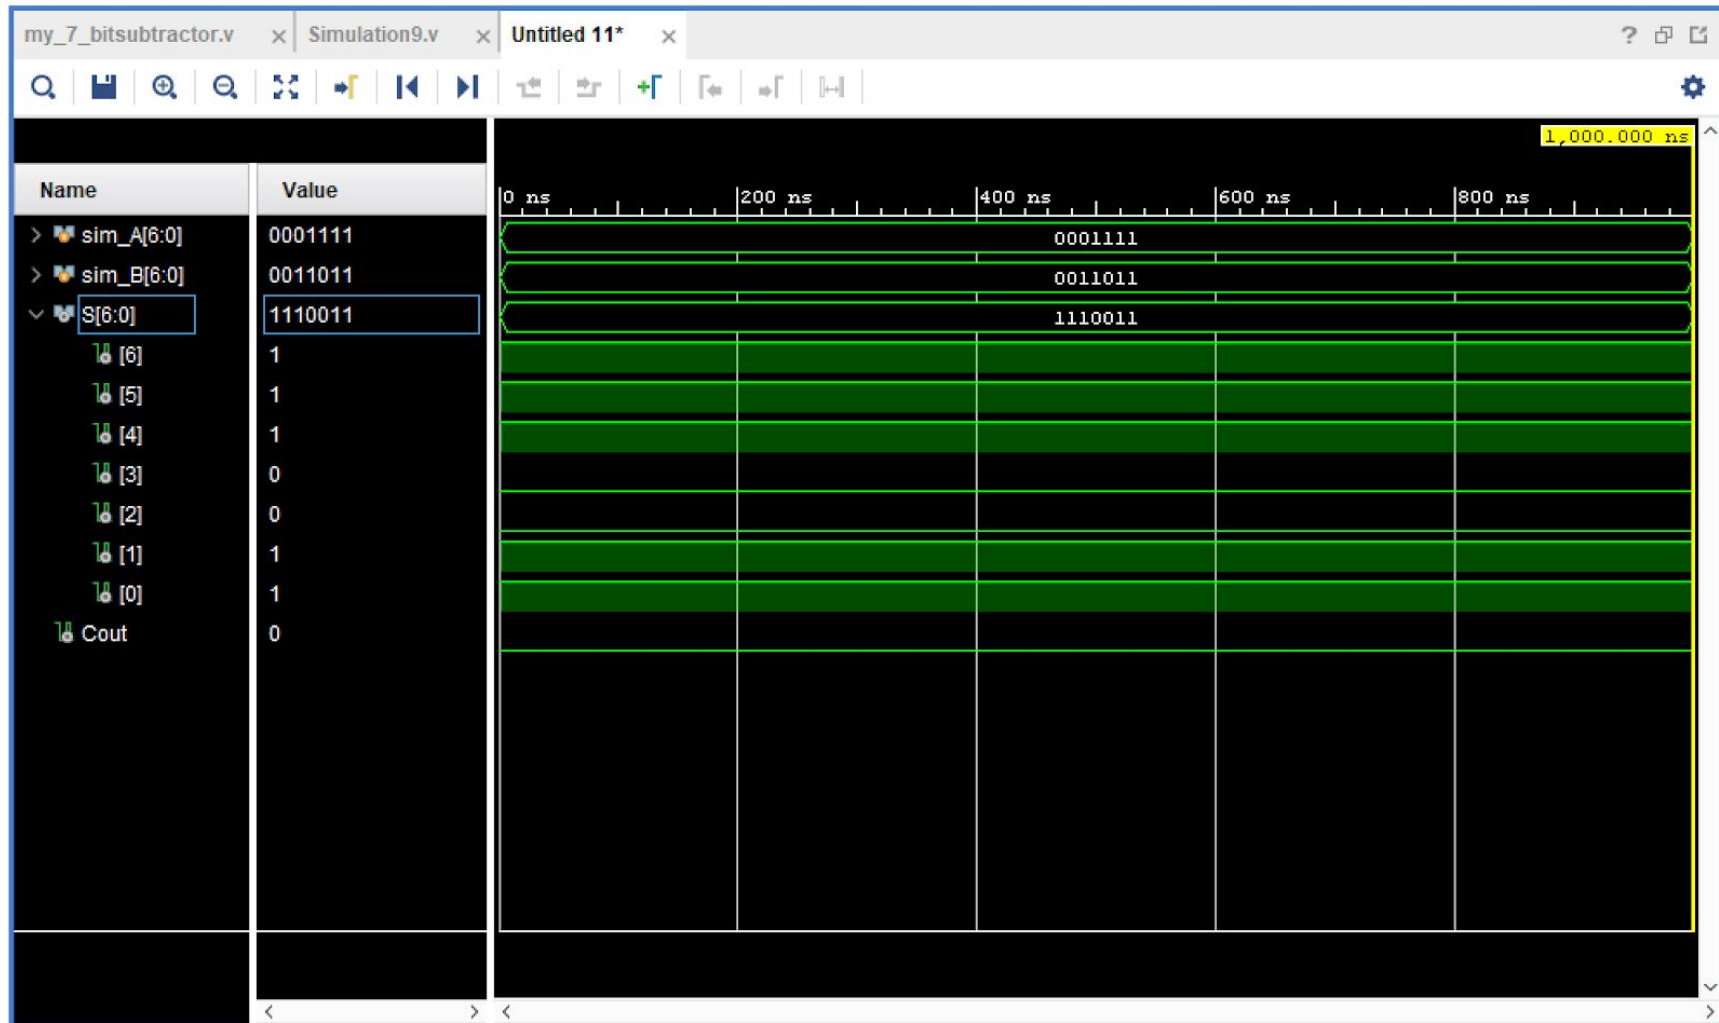 my_7_bitsubtractor.v Simulation9.v Untitled 11*
1,000.000 ns
Name Value 0 ns 200 ns 400 ns 600 ns 800 ns
sim_A[6:0] 0001111 0001111
sim_B[6:0] 0011011 0011011
S[6:0] 1110011 1110011
[6] 1
[5] 1
[4] 1
[3] 0
[2] 0
[1] 1
[0] 1
Cout 0